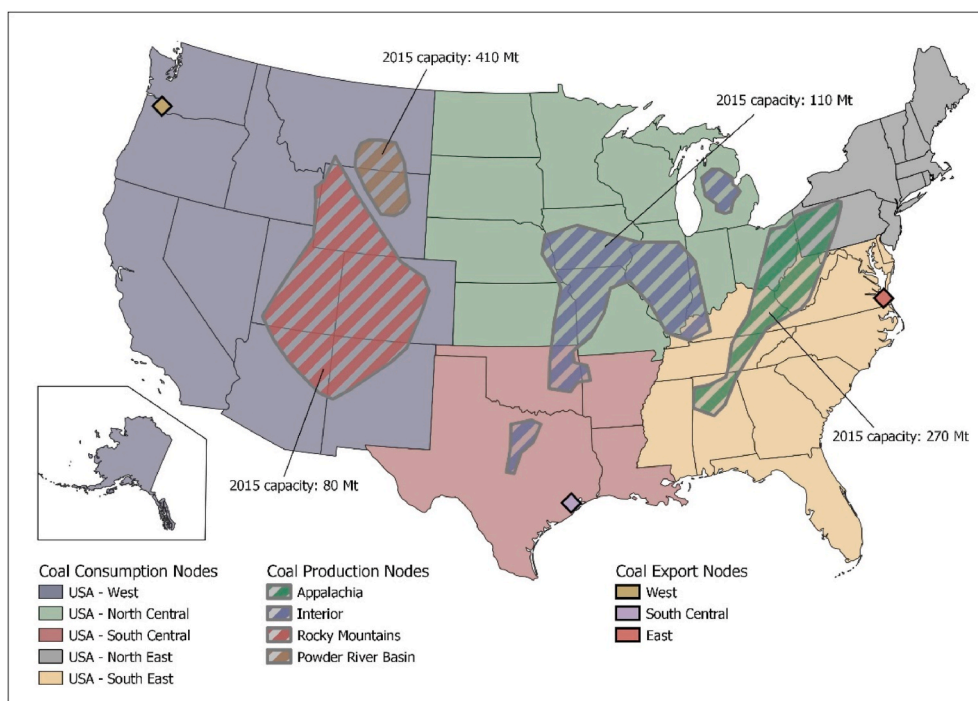 2015 capacity: 410 Mt
2015 capacity: 110 Mt
2015 capacity: 270 Mt
2015 capacity: 80 Mt
Coal Consumption Nodes
USA - West
USA - North Central
USA - South Central
USA - North East
USA - South East
Coal Production Nodes
Appalachia
Interior
Rocky Mountains
Powder River Basin
Coal Export Nodes
West
South Central
East